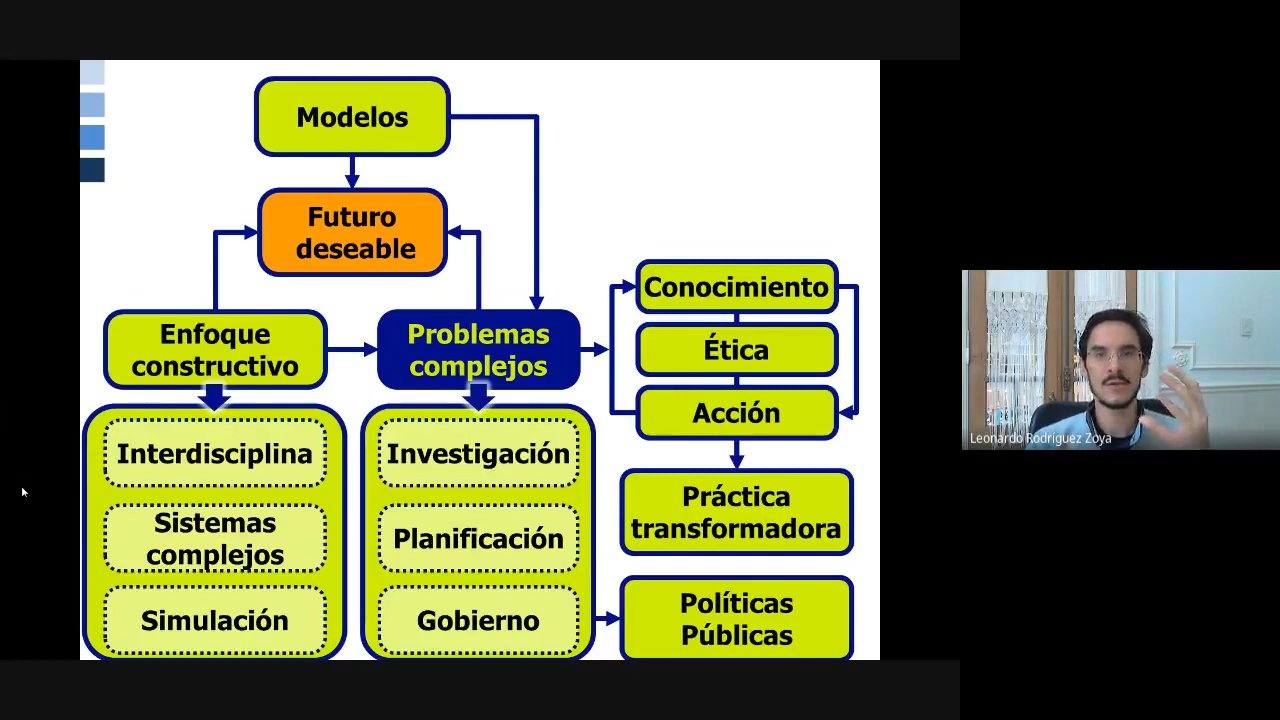 Modelos
Futuro
deseable
Enfoque
constructivo
Problemas
complejos
Conocimiento
Ética
Acción
Interdisciplina
Sistemas
complejos
Simulación
Investigación
Planificación
Gobierno
Práctica
transformadora
Políticas
Públicas
Leonardo Rodríguez Zoya